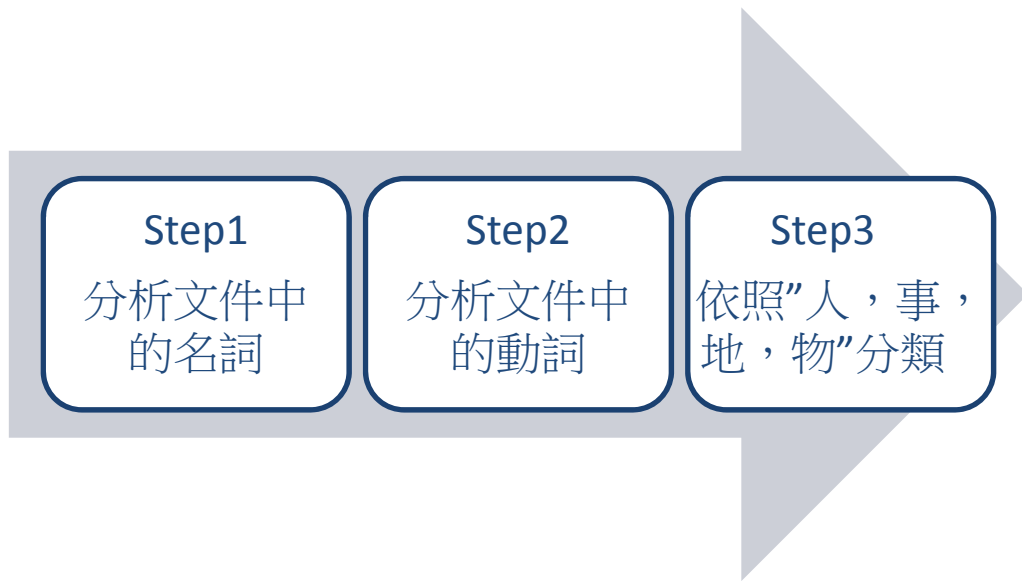 Step1
分析文件中
的名詞
Step2
分析文件中
的動詞
Step3
依照”人，事，
地，物”分類